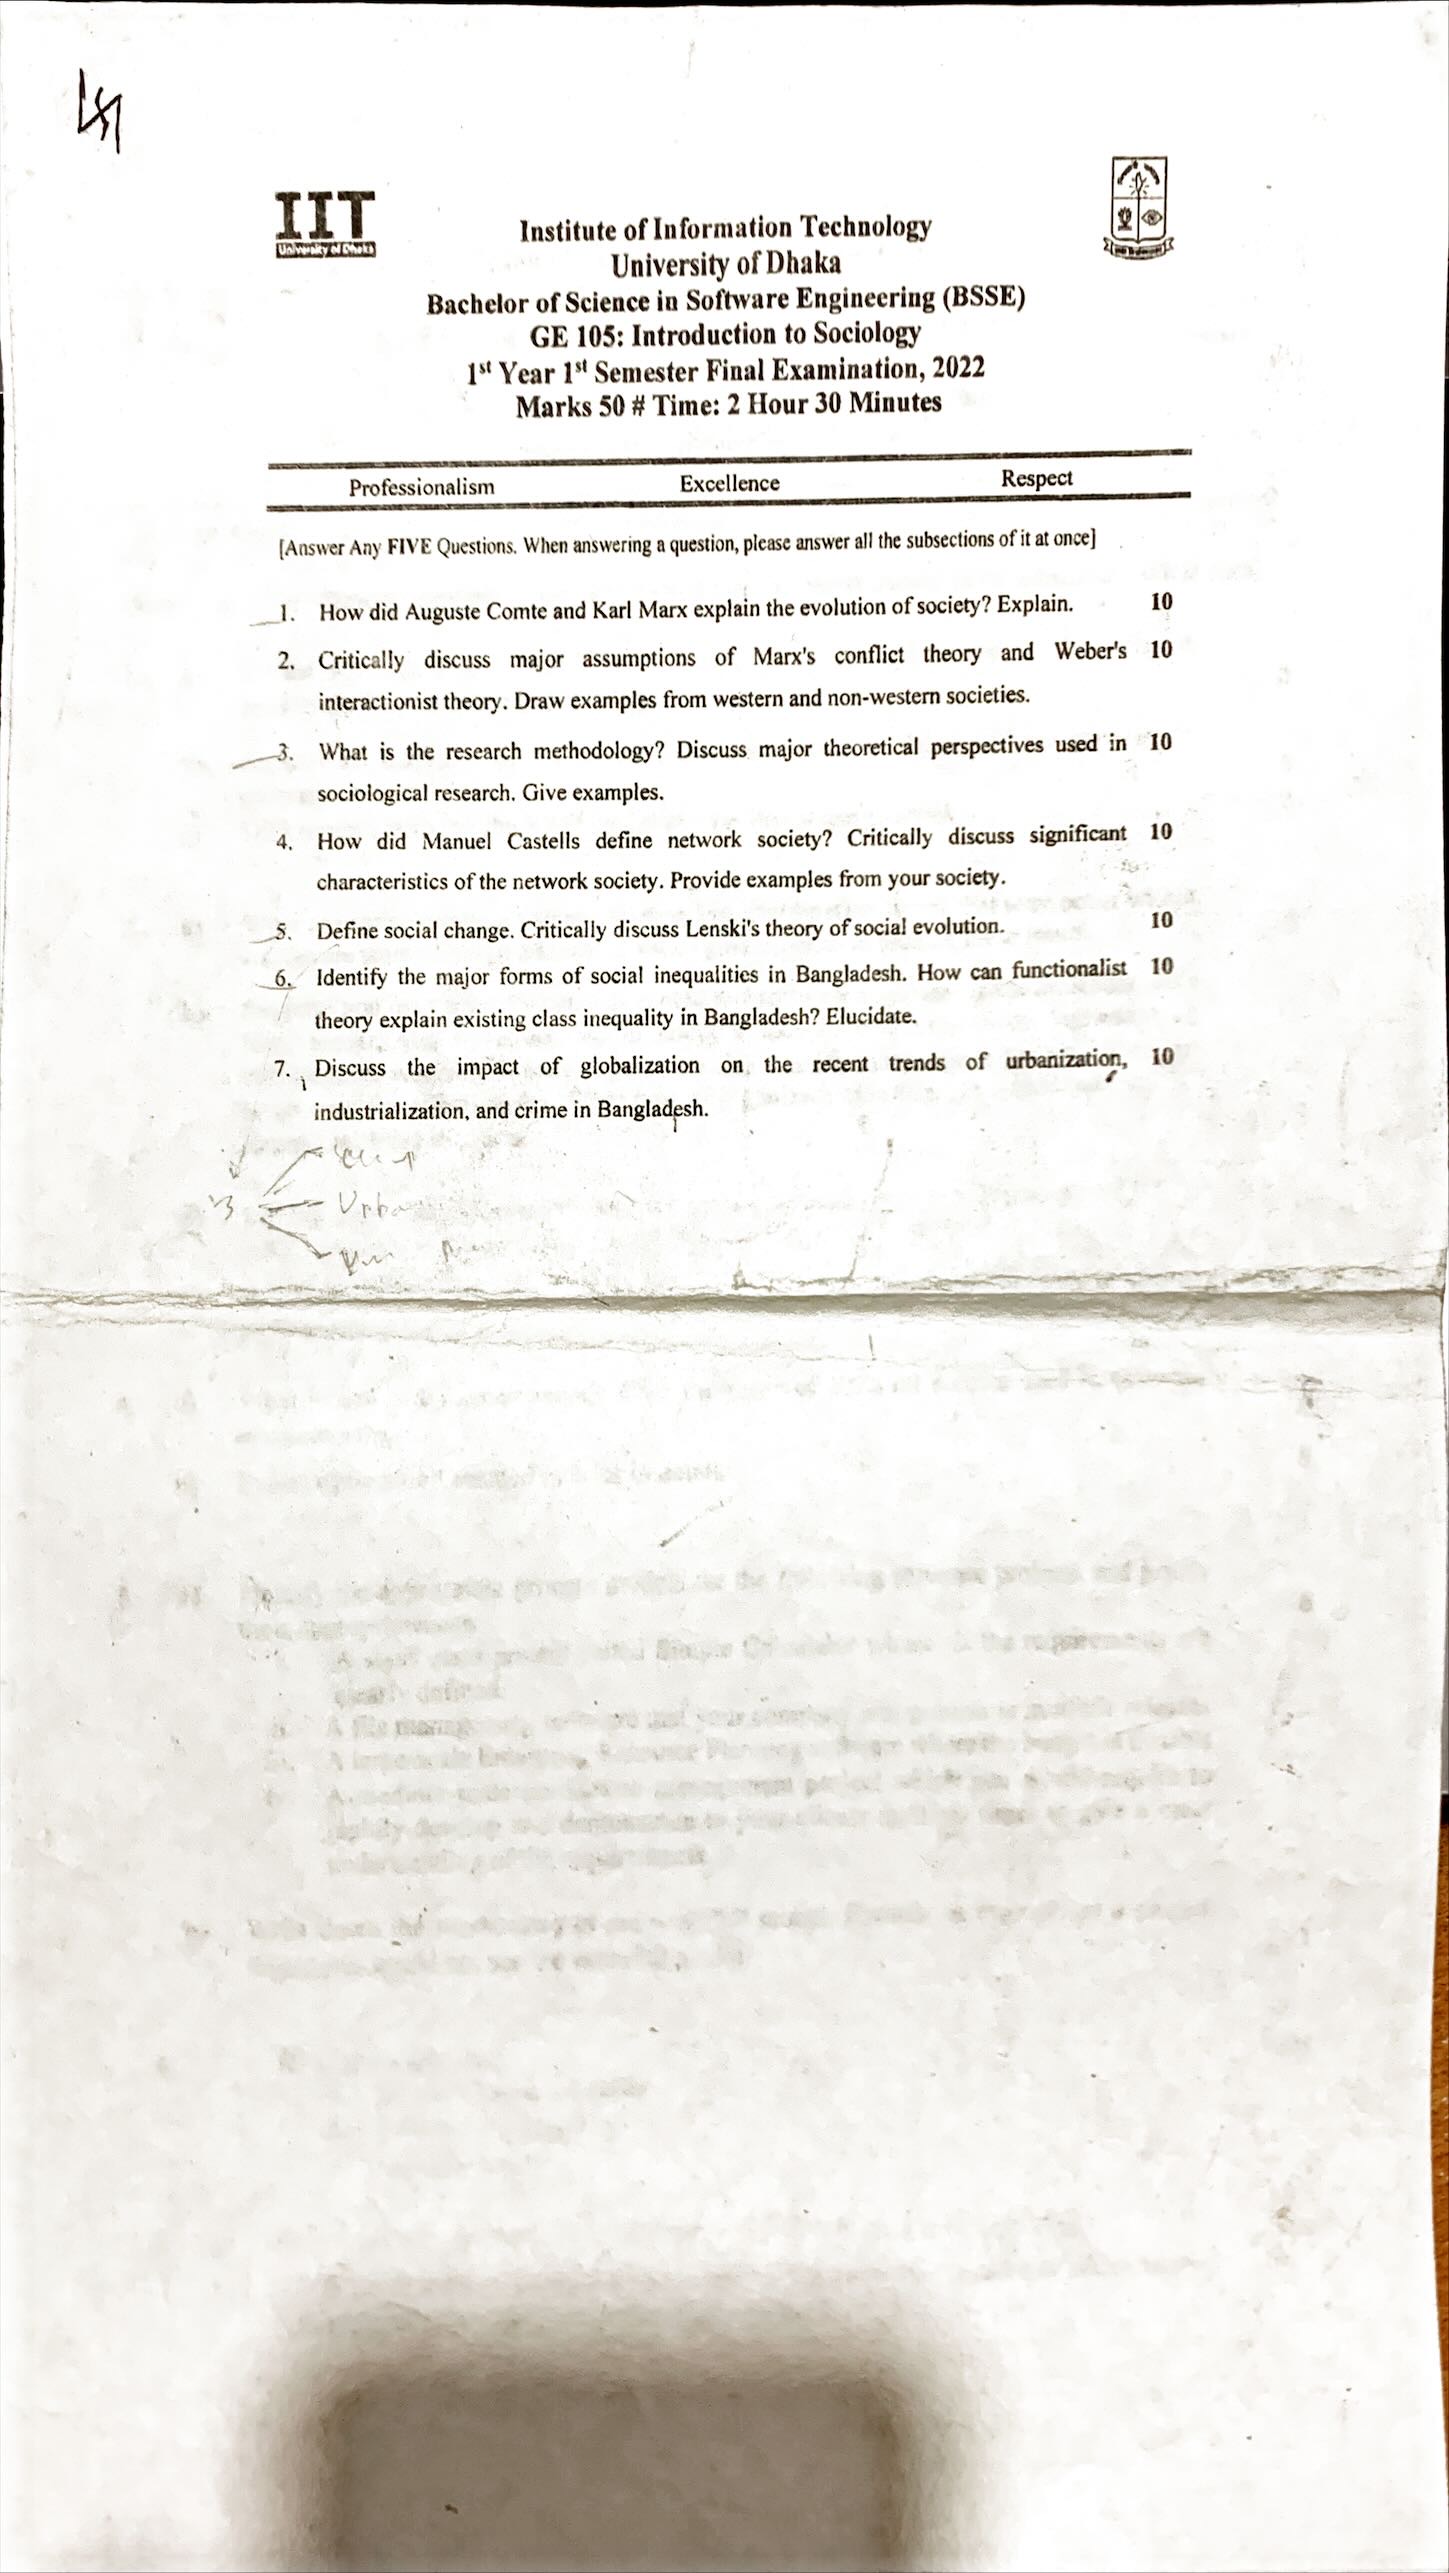 IIT
University of Dhaka
Institute of Information Technology
University of Dhaka
Bachelor of Science in Software Engineering (BSSE)
GE 105: Introduction to Sociology
1st Year 1st Semester Final Examination, 2022
Marks 50 # Time: 2 Hour 30 Minutes
Professionalism Excellence Respect
[Answer Any FIVE Questions. When answering a question, please answer all the subsections of it at once]
1. How did Auguste Comte and Karl Marx explain the evolution of society? Explain. 10
2. Critically discuss major assumptions of Marx's conflict theory and Weber's 10
interactionist theory. Draw examples from western and non-western societies.
3. What is the research methodology? Discuss major theoretical perspectives used in 10
sociological research. Give examples.
4. How did Manuel Castells define network society? Critically discuss significant 10
characteristics of the network society. Provide examples from your society.
5. Define social change. Critically discuss Lenski's theory of social evolution. 10
6. Identify the major forms of social inequalities in Bangladesh. How can functionalist 10
theory explain existing class inequality in Bangladesh? Elucidate.
7. Discuss the impact of globalization on the recent trends of urbanization, 10
industrialization, and crime in Bangladesh.